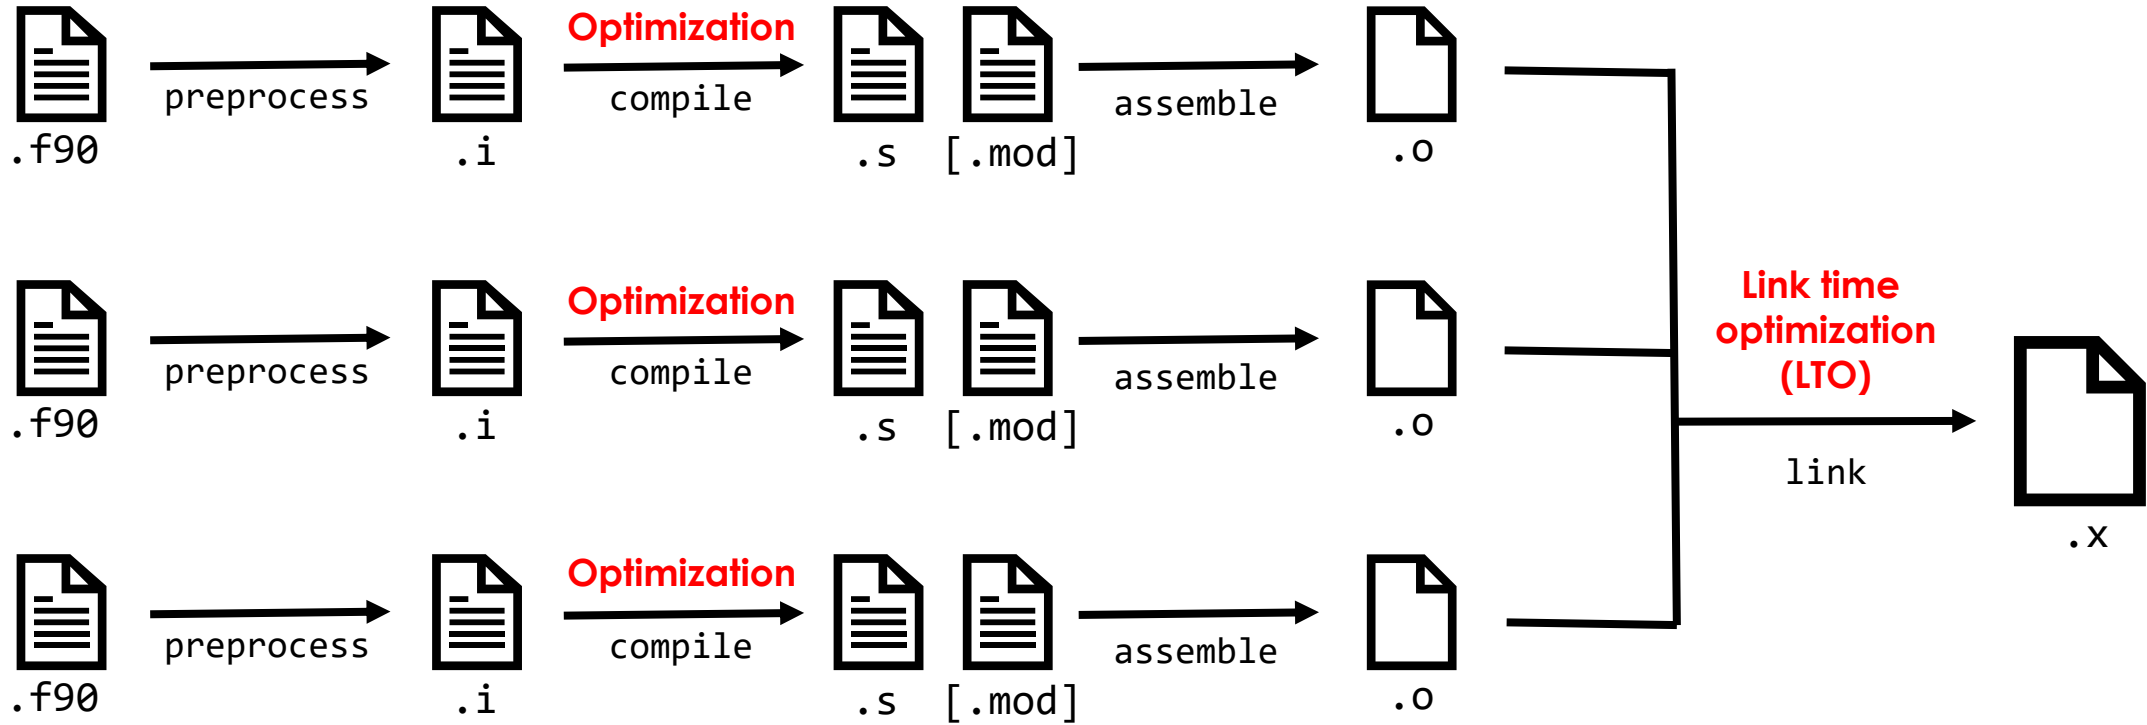 Optimization
preprocess
compile
assemble
.f90
.i
.s
[.mod]
.o
Optimization
preprocess
compile
assemble
.f90
.i
.s
[.mod]
.o
Link time
optimization
(LTO)
link
.x
Optimization
preprocess
compile
assemble
.f90
.i
.s
[.mod]
.o